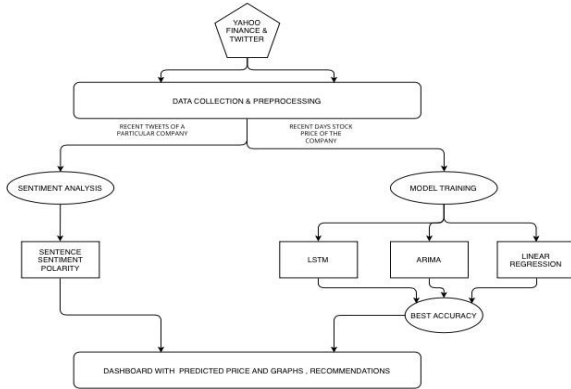 YAHOO
FINANCE &
TWITTER
DATA COLLECTION & PREPROCESSING
RECENT TWEETS OF A
PARTICULAR COMPANY
RECENT DAYS STOCK
PRICE OF THE
COMPANY
SENTIMENT ANALYSIS
MODEL TRAINING
SENTENCE
SENTIMENT
POLARITY
LSTM
ARIMA
LINEAR
REGRESSION
BEST ACCURACY
DASHBOARD WITH PREDICTED PRICE AND GRAPHS , RECOMMENDATIONS